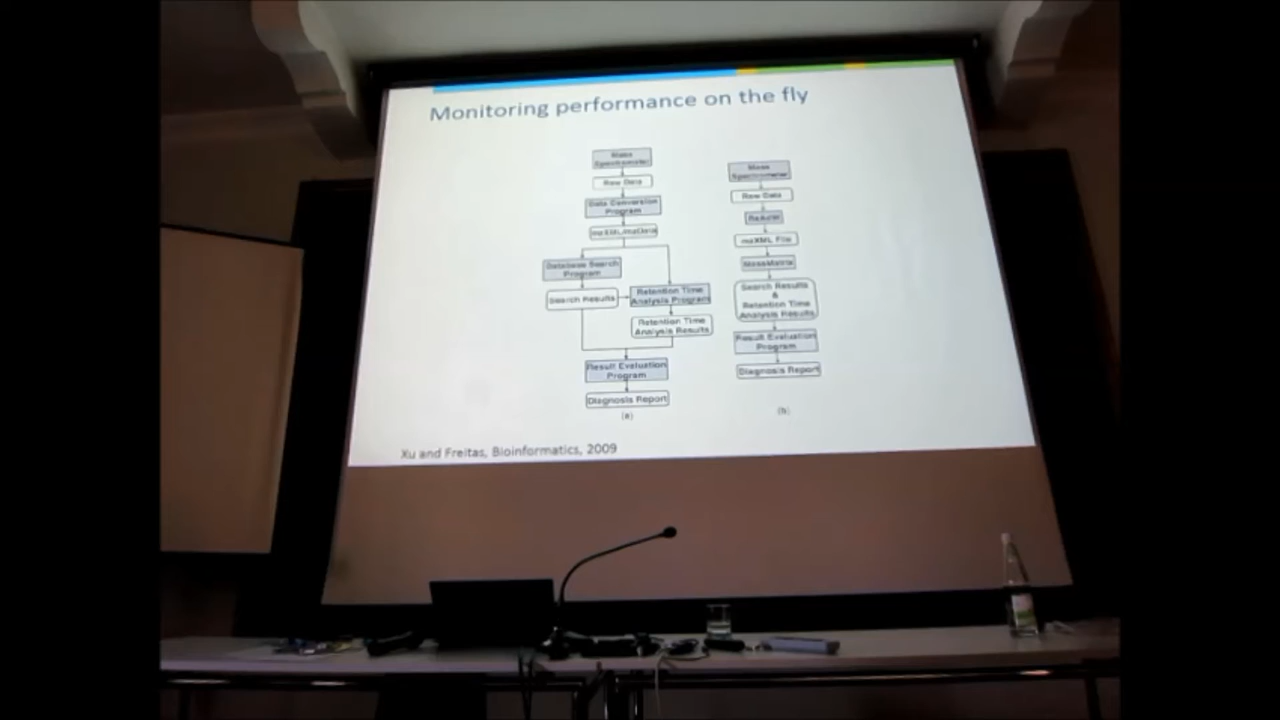 Monitoring performance on the fly
Mass
Spectrometer
Raw Data
Data Conversion
Program
mzXML/mzData
Database Search
Program
Search Results
Retention Time
Analysis Program
Retention Time
Analysis Results
Result Evaluation
Program
Diagnosis Report
(a)
Mass
Spectrometer
Raw Data
ReAdW
mzXML File
MassMatrix
Search Results
&
Retention Time
Analysis Results
Result Evaluation
Program
Diagnosis Report
(b)
Xu and Freitas, Bioinformatics, 2009